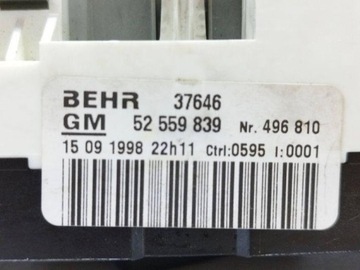 BEHR 37646
GM 52 559 839 Nr. 496 810
15 09 1998 22h11 Ctrl:0595 I:0001